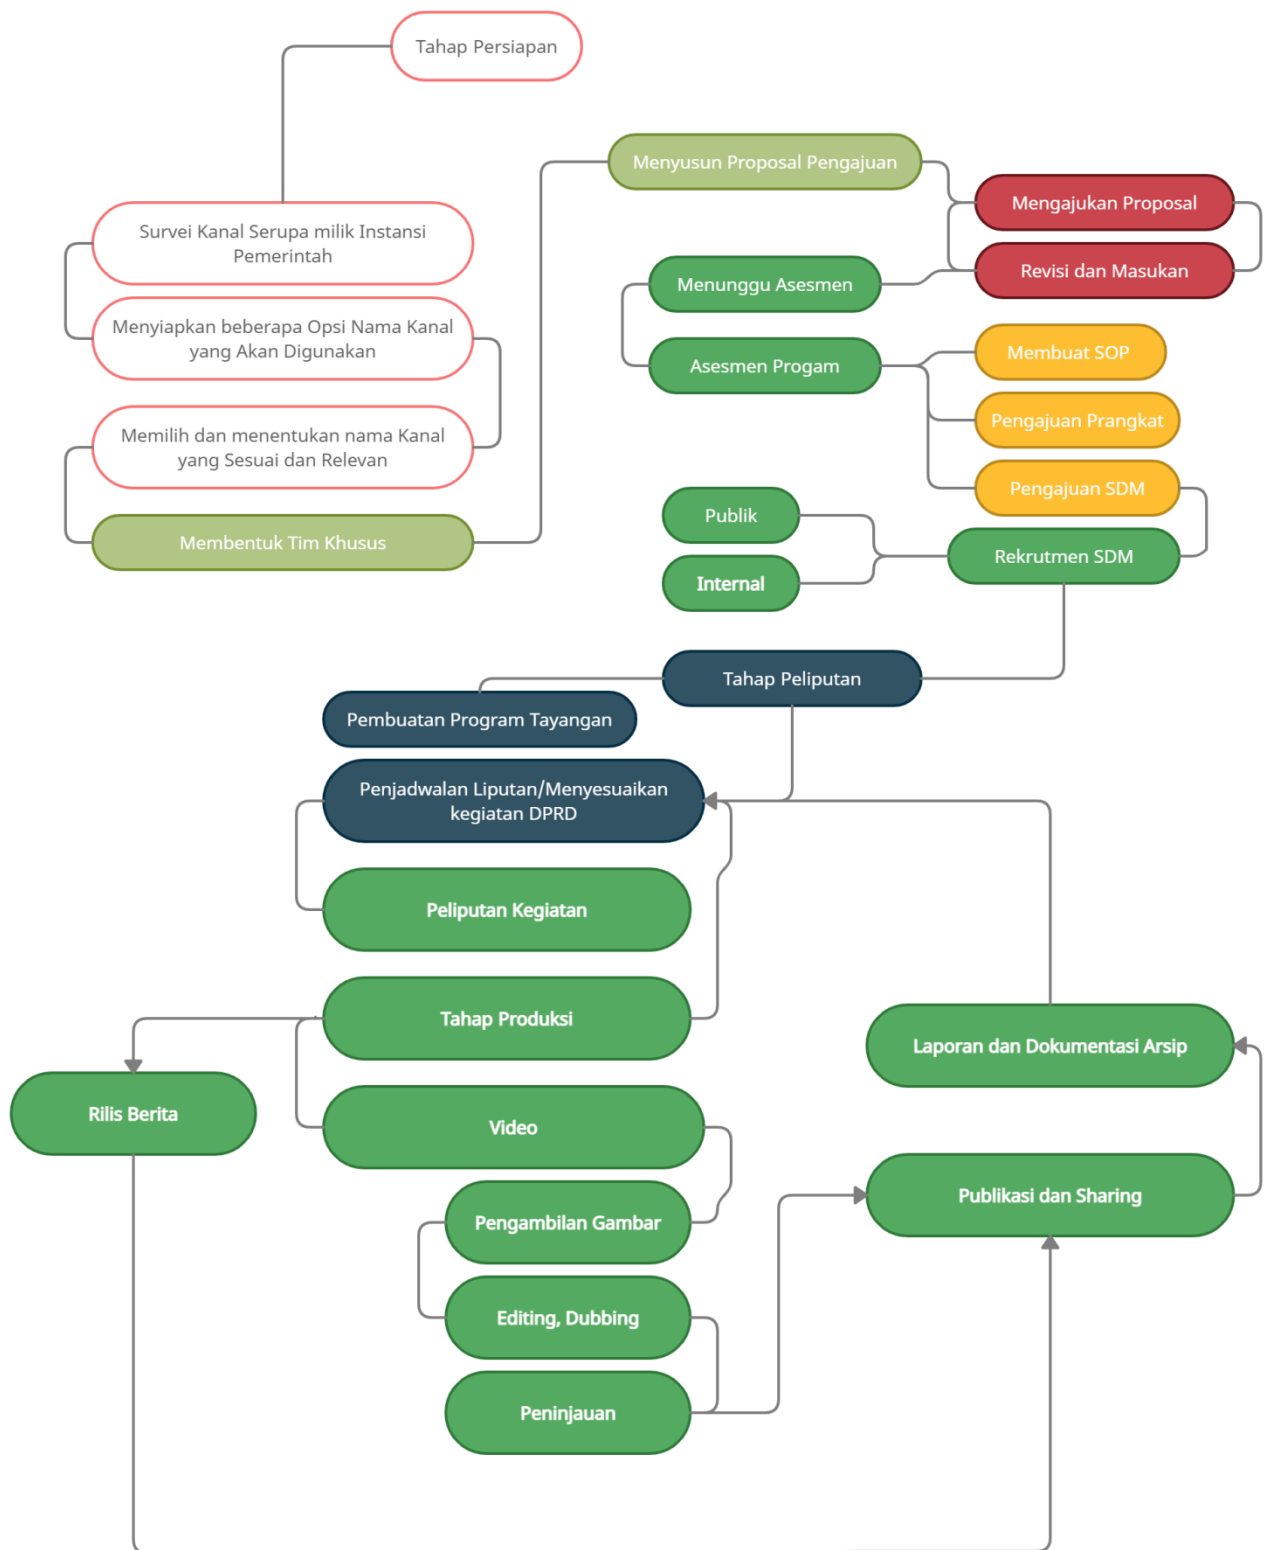 Tahap Persiapan
Survei Kanal Serupa milik Instansi
Pemerintah
Menyiapkan beberapa Opsi Nama Kanal
yang Akan Digunakan
Memilih dan menentukan nama Kanal
yang Sesuai dan Relevan
Membentuk Tim Khusus
Menyusun Proposal Pengajuan
Mengajukan Proposal
Revisi dan Masukan
Menunggu Asesmen
Asesmen Progam
Membuat SOP
Pengajuan Prangkat
Pengajuan SDM
Rekrutmen SDM
Publik
Internal
Tahap Peliputan
Pembuatan Program Tayangan
Penjadwalan Liputan/Menyesuaikan
kegiatan DPRD
Peliputan Kegiatan
Tahap Produksi
Rilis Berita
Video
Pengambilan Gambar
Editing, Dubbing
Peninjauan
Publikasi dan Sharing
Laporan dan Dokumentasi Arsip